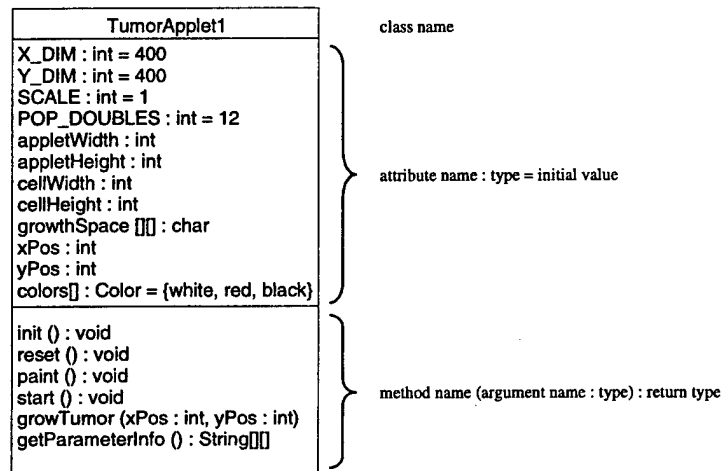 TumorApplet1
class name
X_DIM : int = 400
Y_DIM : int = 400
SCALE : int = 1
POP_DOUBLES : int = 12
appletWidth : int
appletHeight : int
cellWidth : int
cellHeight : int
growthSpace [][] : char
xPos : int
yPos : int
colors[] : Color = {white, red, black}
attribute name : type = initial value
init () : void
reset () : void
paint () : void
start () : void
growTumor (xPos : int, yPos : int)
getParameterInfo () : String[][]
method name (argument name : type) : return type